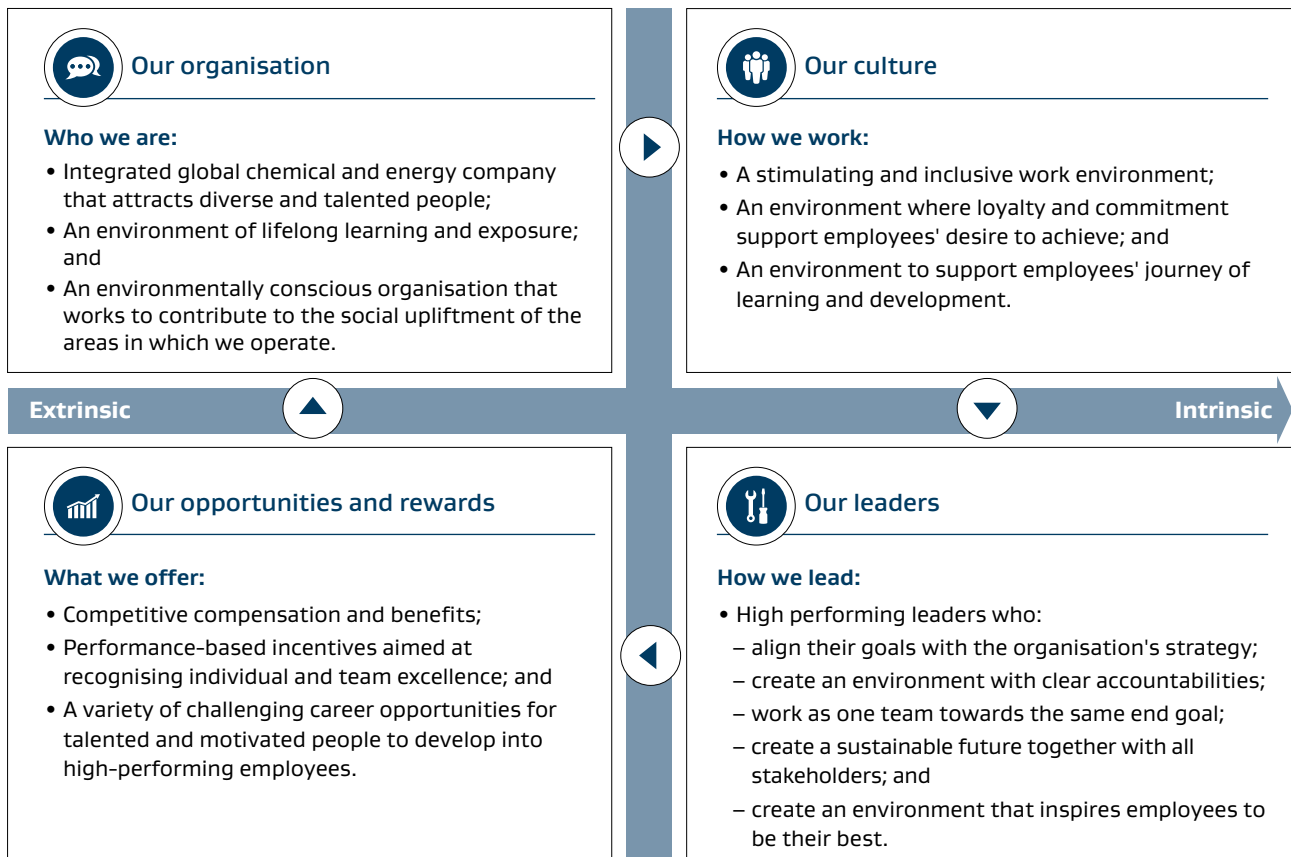 Our organisation
Who we are:
• Integrated global chemical and energy company
that attracts diverse and talented people;
• An environment of lifelong learning and exposure;
and
• An environmentally conscious organisation that
works to contribute to the social upliftment of the
areas in which we operate.
Our culture
How we work:
• A stimulating and inclusive work environment;
• An environment where loyalty and commitment
support employees' desire to achieve; and
• An environment to support employees' journey of
learning and development.
Extrinsic
Intrinsic
Our opportunities and rewards
What we offer:
• Competitive compensation and benefits;
• Performance-based incentives aimed at
recognising individual and team excellence; and
• A variety of challenging career opportunities for
talented and motivated people to develop into
high-performing employees.
Our leaders
How we lead:
• High performing leaders who:
– align their goals with the organisation's strategy;
– create an environment with clear accountabilities;
– work as one team towards the same end goal;
– create a sustainable future together with all
stakeholders; and
– create an environment that inspires employees to
be their best.